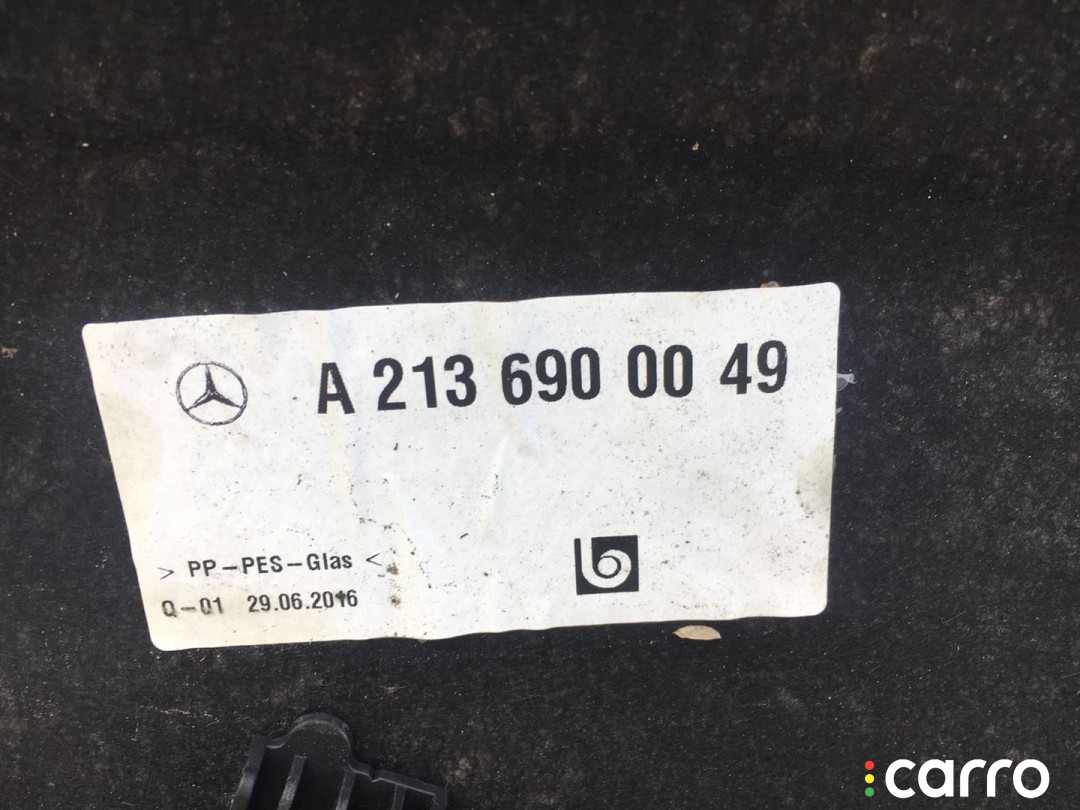 A 213 690 00 49
> PP-PES-Glas <
Q-01 29.06.2016
carro